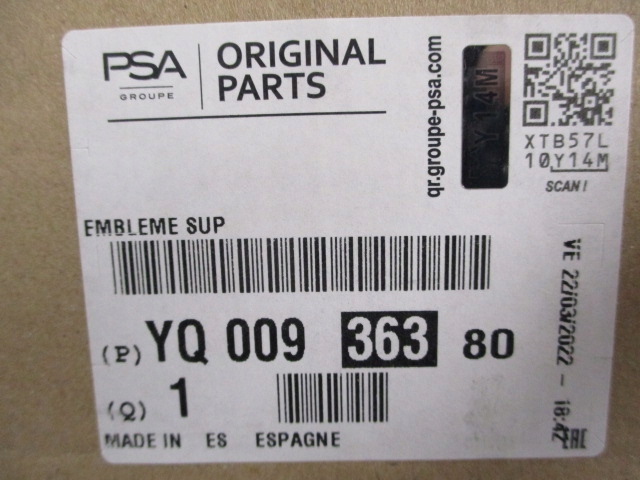 PSA
GROUPE
ORIGINAL
PARTS
qr.groupe-psa.com
Y14M
XTB57L
10Y14M
SCAN!
EMBLEME SUP
(P) YQ 009 363 80
(Q) 1
MADE IN ES ESPAGNE
VE 22/03/2022 - 18:42
EAC